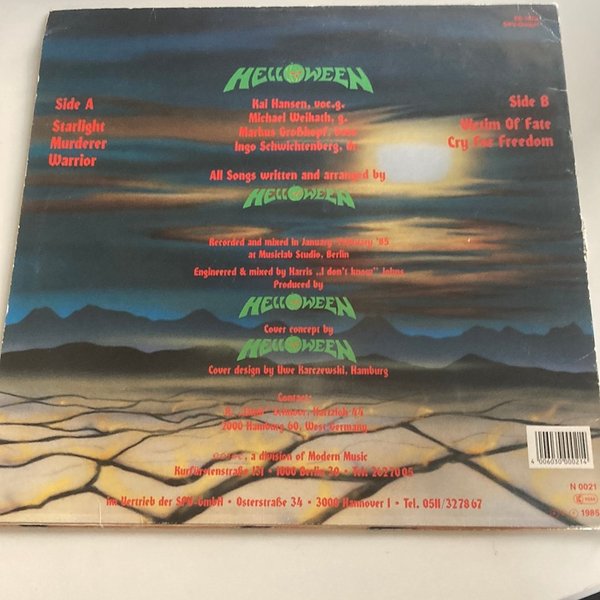 HELLOWEEN
Side A
Starlight
Murderer
Warrior
Kai Hansen, voc.g.
Michael Weikath, g.
Markus Großkopf, bass
Ingo Schwichtenberg, dr.
Side B
Victim Of Fate
Cry For Freedom
All Songs written and arranged by
HELLOWEEN
Recorded and mixed in January-February '85
at Musiclab Studio, Berlin
Engineered & mixed by Harris „I don't know" Johns
Produced by
HELLOWEEN
Cover concept by
HELLOWEEN
Cover design by Uwe Karczewski, Hamburg
Contact:
2000 Hamburg 60, West Germany
, a division of Modern Music
Kurfürstenstraße 151 · 1000 Berlin 30 · Tel.
im Vertrieb der SPV-GmbH · Osterstraße 34 · 3000 Hannover 1 · Tel. 0511/327867
4 006030 000214
N 0021
1985